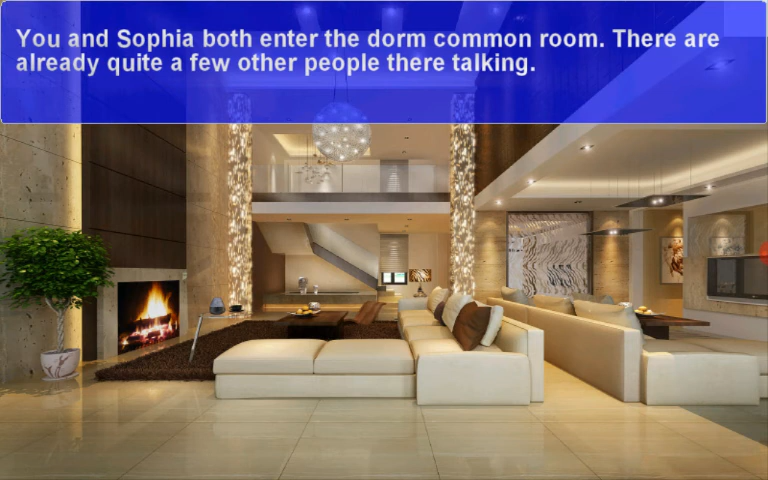 You and Sophia both enter the dorm common room. There are
already quite a few other people there talking.